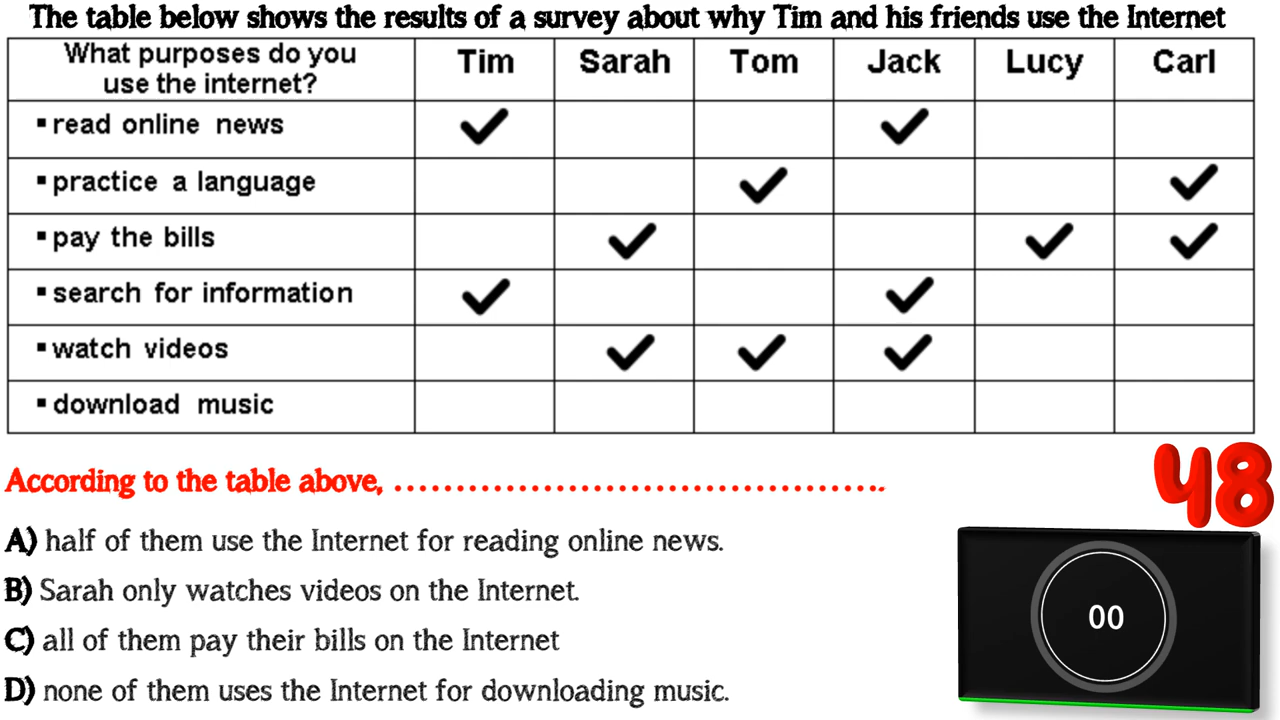 The table below shows the results of a survey about why Tim and his friends use the Internet
What purposes do you
use the internet?
Tim Sarah Tom Jack Lucy Carl
▪ read online news ✔ ✔
▪ practice a language ✔ ✔
▪ pay the bills ✔ ✔ ✔
▪ search for information ✔ ✔
▪ watch videos ✔ ✔ ✔
▪ download music
According to the table above, …………………………………….
48
A) half of them use the Internet for reading online news.
B) Sarah only watches videos on the Internet.
C) all of them pay their bills on the Internet
D) none of them uses the Internet for downloading music.
00